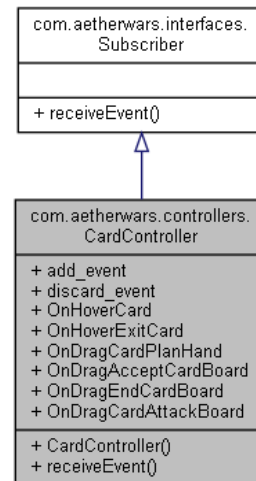 com.aetherwars.interfaces.
Subscriber
+ receiveEvent()
com.aetherwars.controllers.
CardController
+ add_event
+ discard_event
+ OnHoverCard
+ OnHoverExitCard
+ OnDragCardPlanHand
+ OnDragAcceptCardBoard
+ OnDragEndCardBoard
+ OnDragCardAttackBoard
+ CardController()
+ receiveEvent()